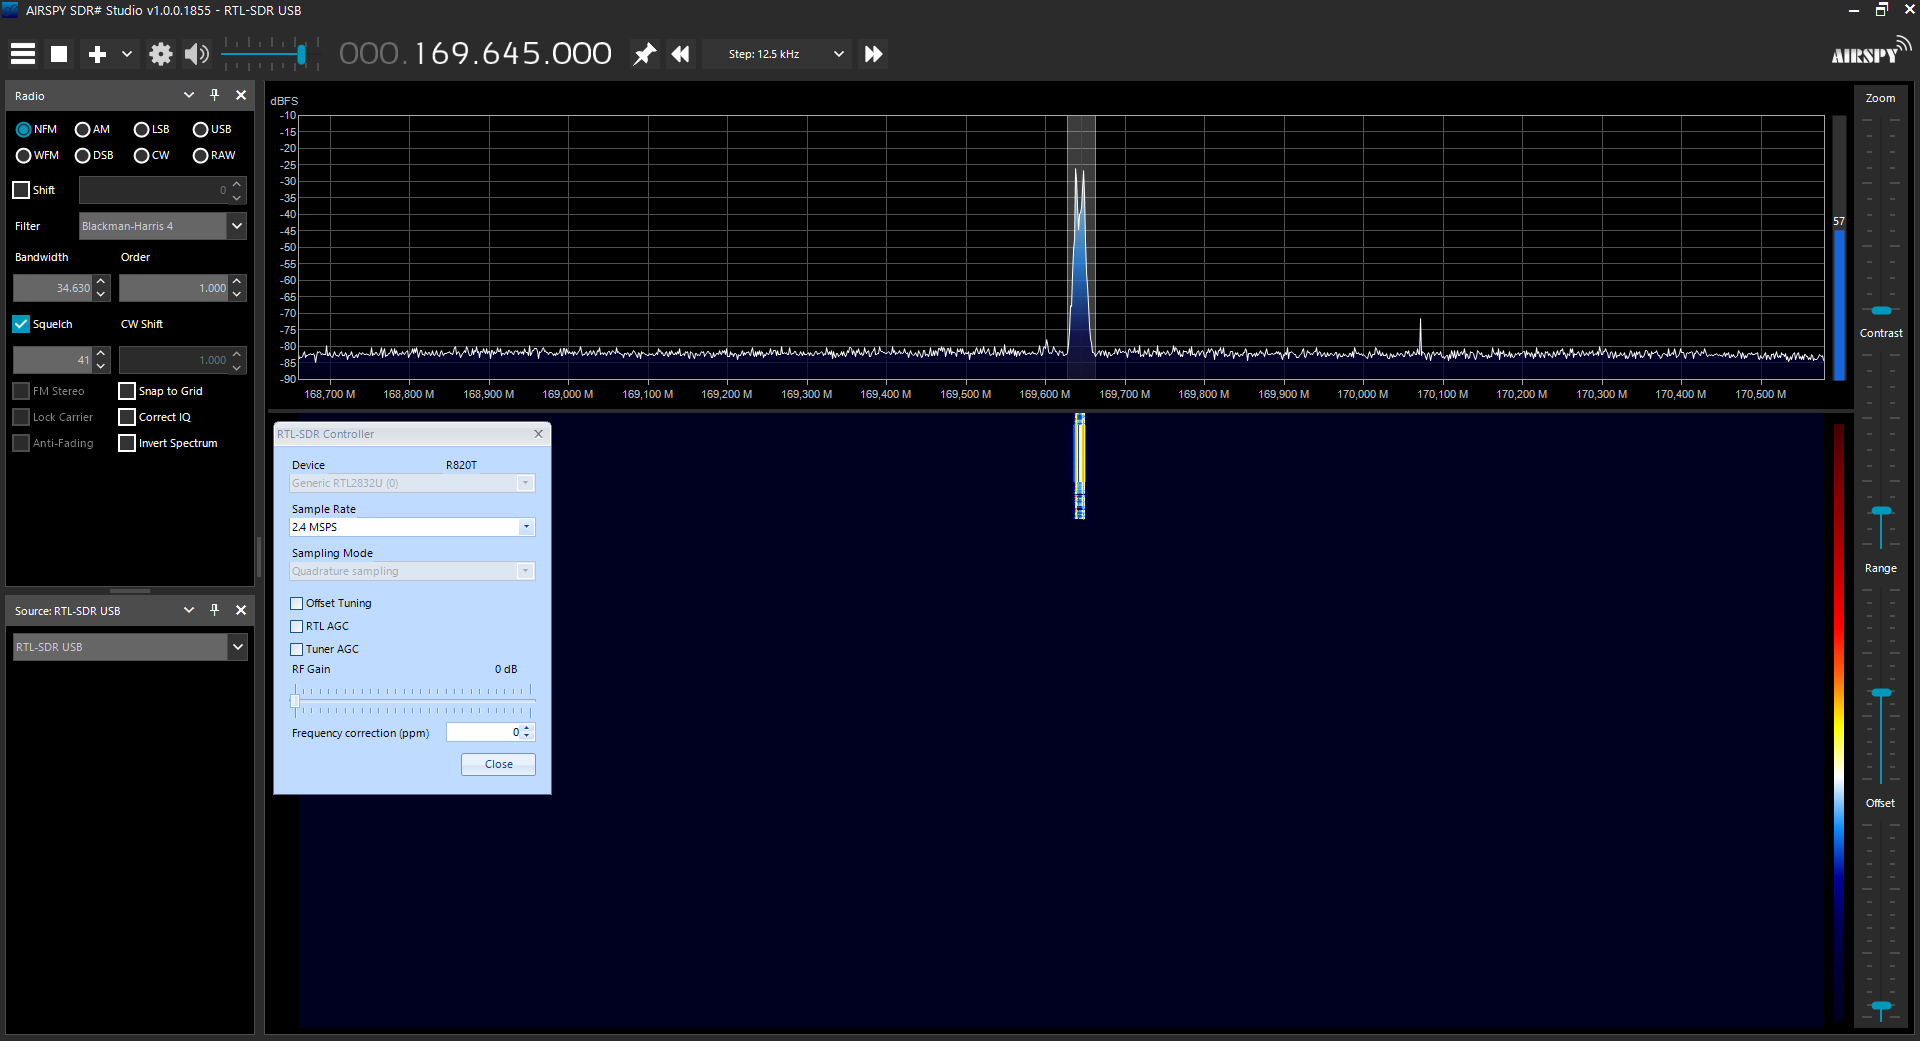 AIRSPY SDR# Studio v1.0.0.1855 - RTL-SDR USB
000.169.645.000
Step: 12.5 kHz
AIRSPY
Radio
NFM AM LSB USB
WFM DSB CW RAW
Shift 0
Filter Blackman-Harris 4
Bandwidth Order
34.630 1.000
Squelch CW Shift
41 1.000
FM Stereo Snap to Grid
Lock Carrier Correct IQ
Anti-Fading Invert Spectrum
Source: RTL-SDR USB
RTL-SDR USB
dBFS
-10
-15
-20
-25
-30
-35
-40
-45
-50
-55
-60
-65
-70
-75
-80
-85
-90
168,700 M 168,800 M 168,900 M 169,000 M 169,100 M 169,200 M 169,300 M 169,400 M 169,500 M 169,600 M 169,700 M 169,800 M 169,900 M 170,000 M 170,100 M 170,200 M 170,300 M 170,400 M 170,500 M
57
RTL-SDR Controller
Device R820T
Generic RTL2832U (0)
Sample Rate
2.4 MSPS
Sampling Mode
Quadrature sampling
Offset Tuning
RTL AGC
Tuner AGC
RF Gain 0 dB
Frequency correction (ppm) 0
Close
Zoom
Contrast
Range
Offset